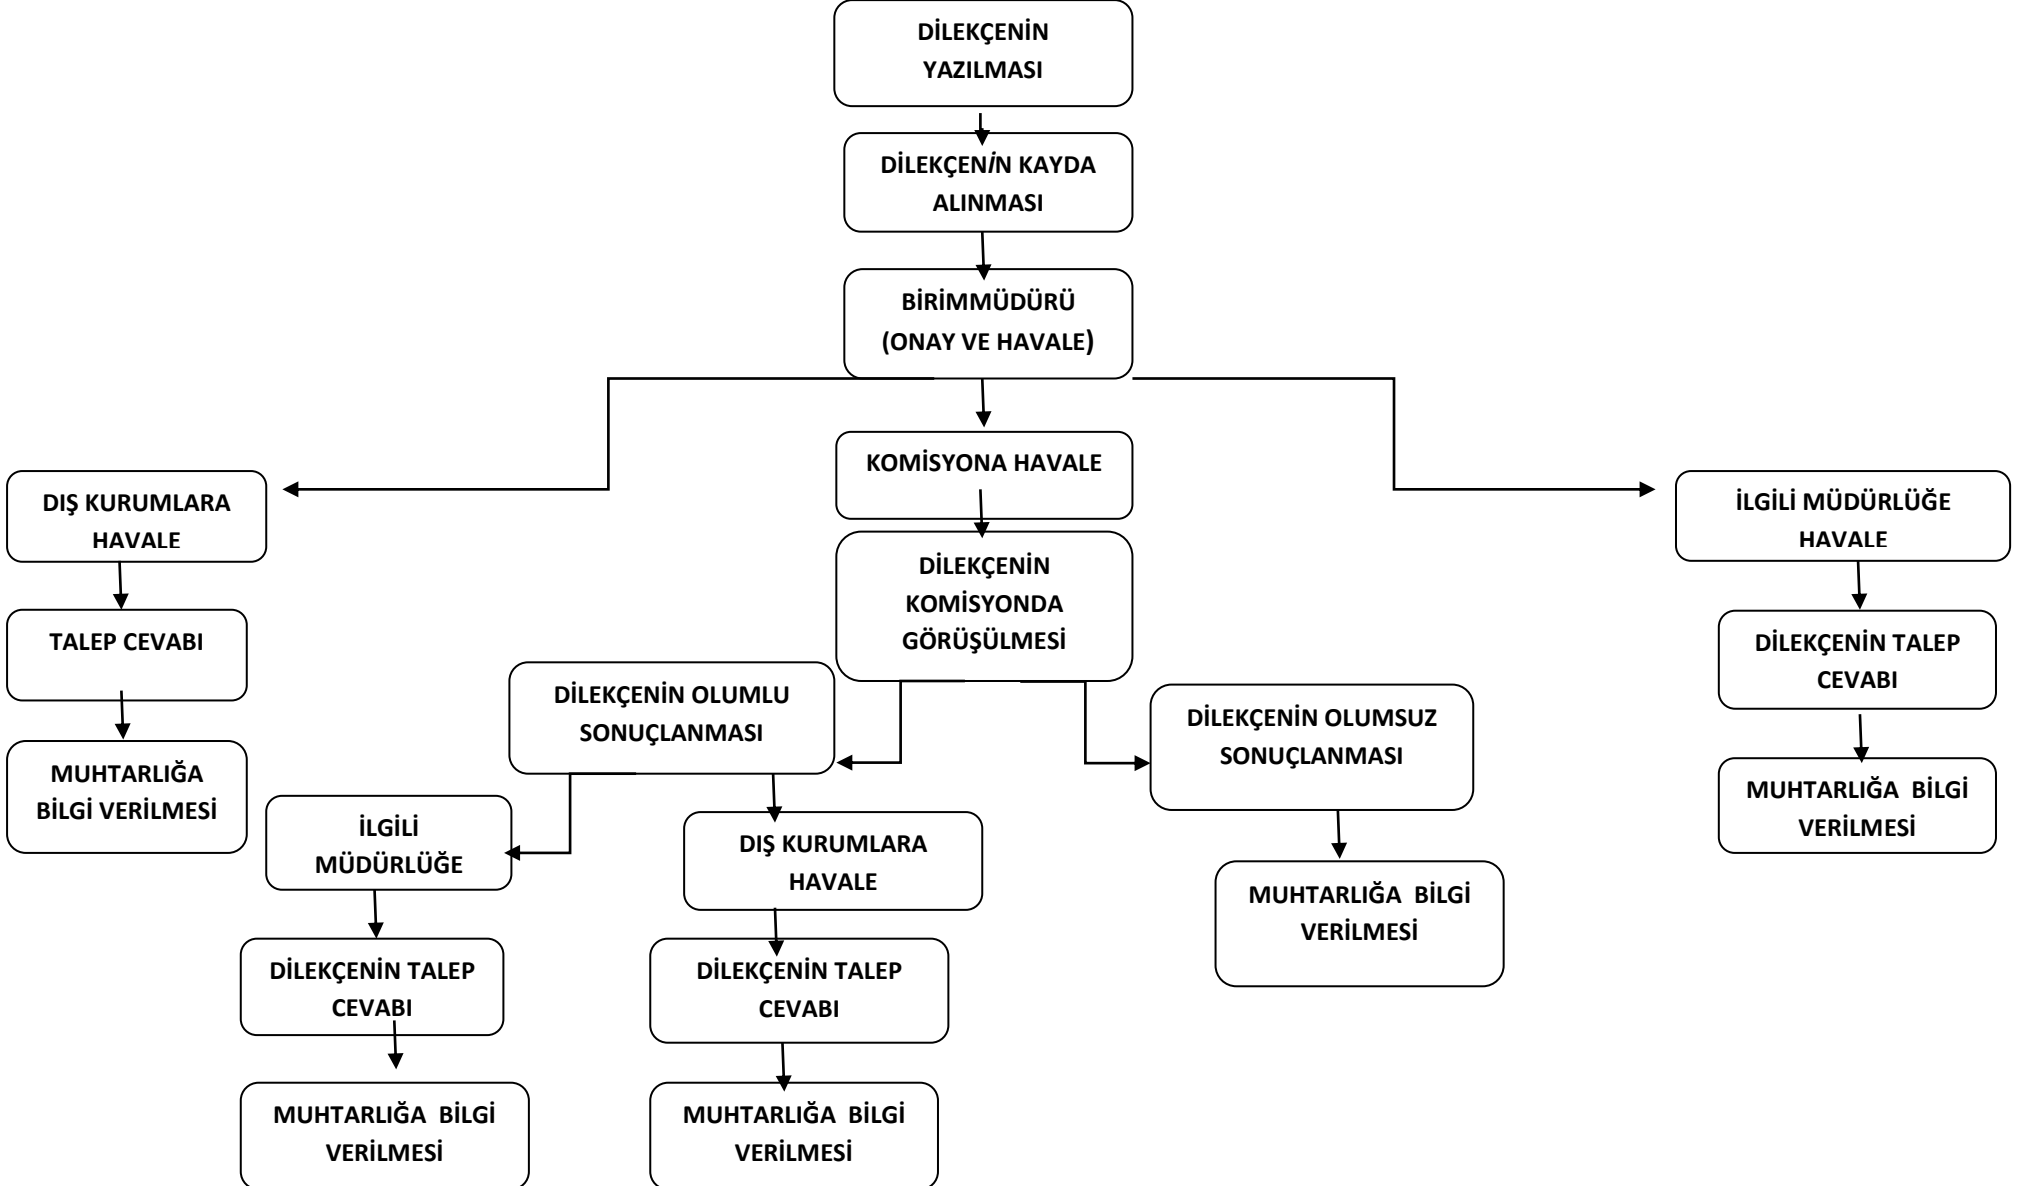 DİLEKÇENİN
YAZILMASI
DİLEKÇENİN KAYDA
ALINMASI
BİRİMMÜDÜRÜ
(ONAY VE HAVALE)
KOMİSYONA HAVALE
DIŞ KURUMLARA
HAVALE
İLGİLİ MÜDÜRLÜĞE
HAVALE
DİLEKÇENİN
KOMİSYONDA
GÖRÜŞÜLMESİ
TALEP CEVABI
DİLEKÇENİN TALEP
CEVABI
DİLEKÇENİN OLUMLU
SONUÇLANMASI
DİLEKÇENİN OLUMSUZ
SONUÇLANMASI
MUHTARLIĞA
BİLGİ VERİLMESİ
MUHTARLIĞA BİLGİ
VERİLMESİ
İLGİLİ
MÜDÜRLÜĞE
DIŞ KURUMLARA
HAVALE
MUHTARLIĞA BİLGİ
VERİLMESİ
DİLEKÇENİN TALEP
CEVABI
DİLEKÇENİN TALEP
CEVABI
MUHTARLIĞA BİLGİ
VERİLMESİ
MUHTARLIĞA BİLGİ
VERİLMESİ